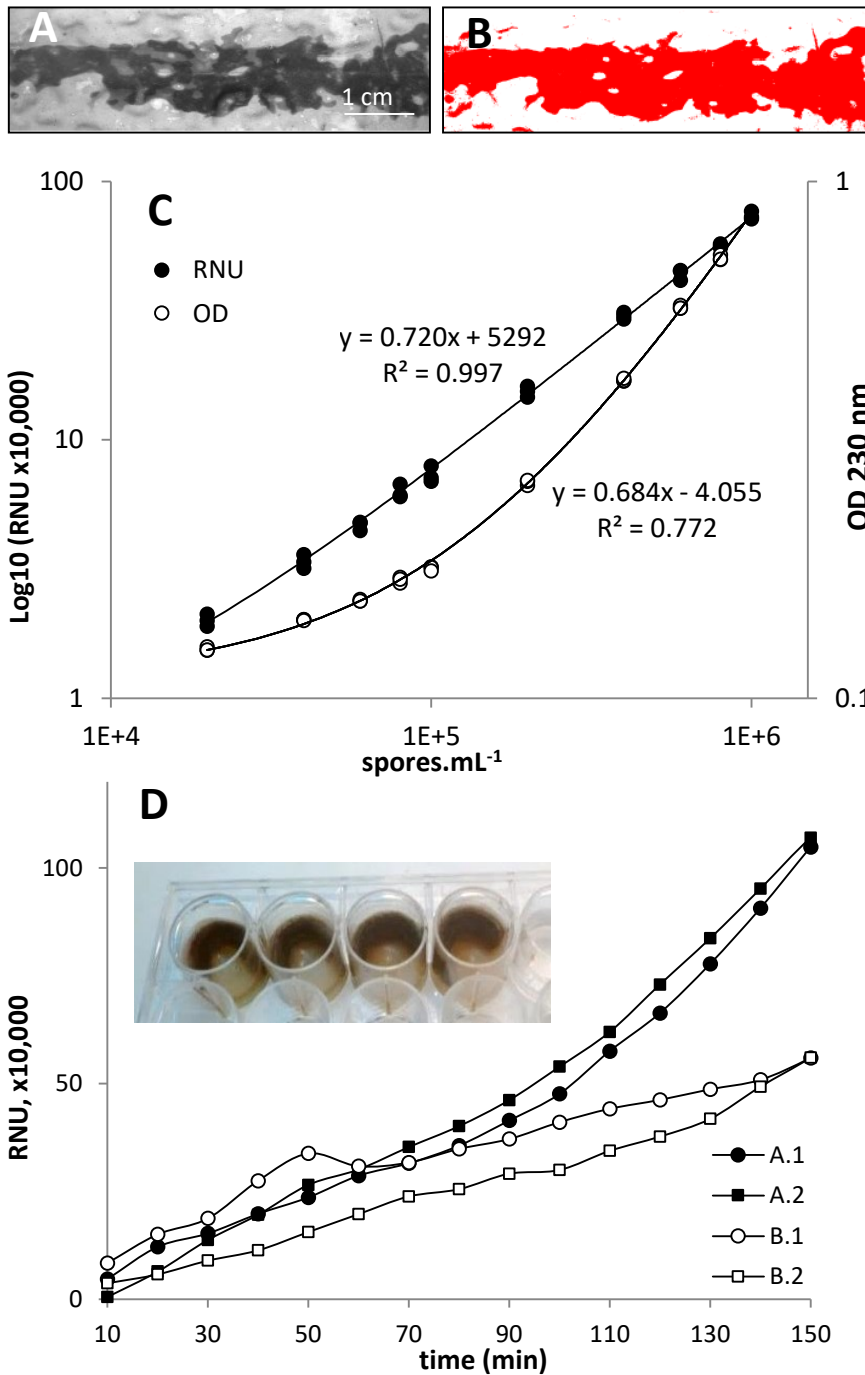 A
1 cm
B
100
1
C
RNU
OD
y = 0.720x + 5292
R² = 0.997
Log10 (RNU x10,000)
10
OD 230 nm
y = 0.684x - 4.055
R² = 0.772
1
0.1
1E+4
1E+5
1E+6
spores.mL⁻¹
D
100
RNU, x10,000
50
A.1
A.2
B.1
B.2
0
10
30
50
70
90
110
130
150
time (min)